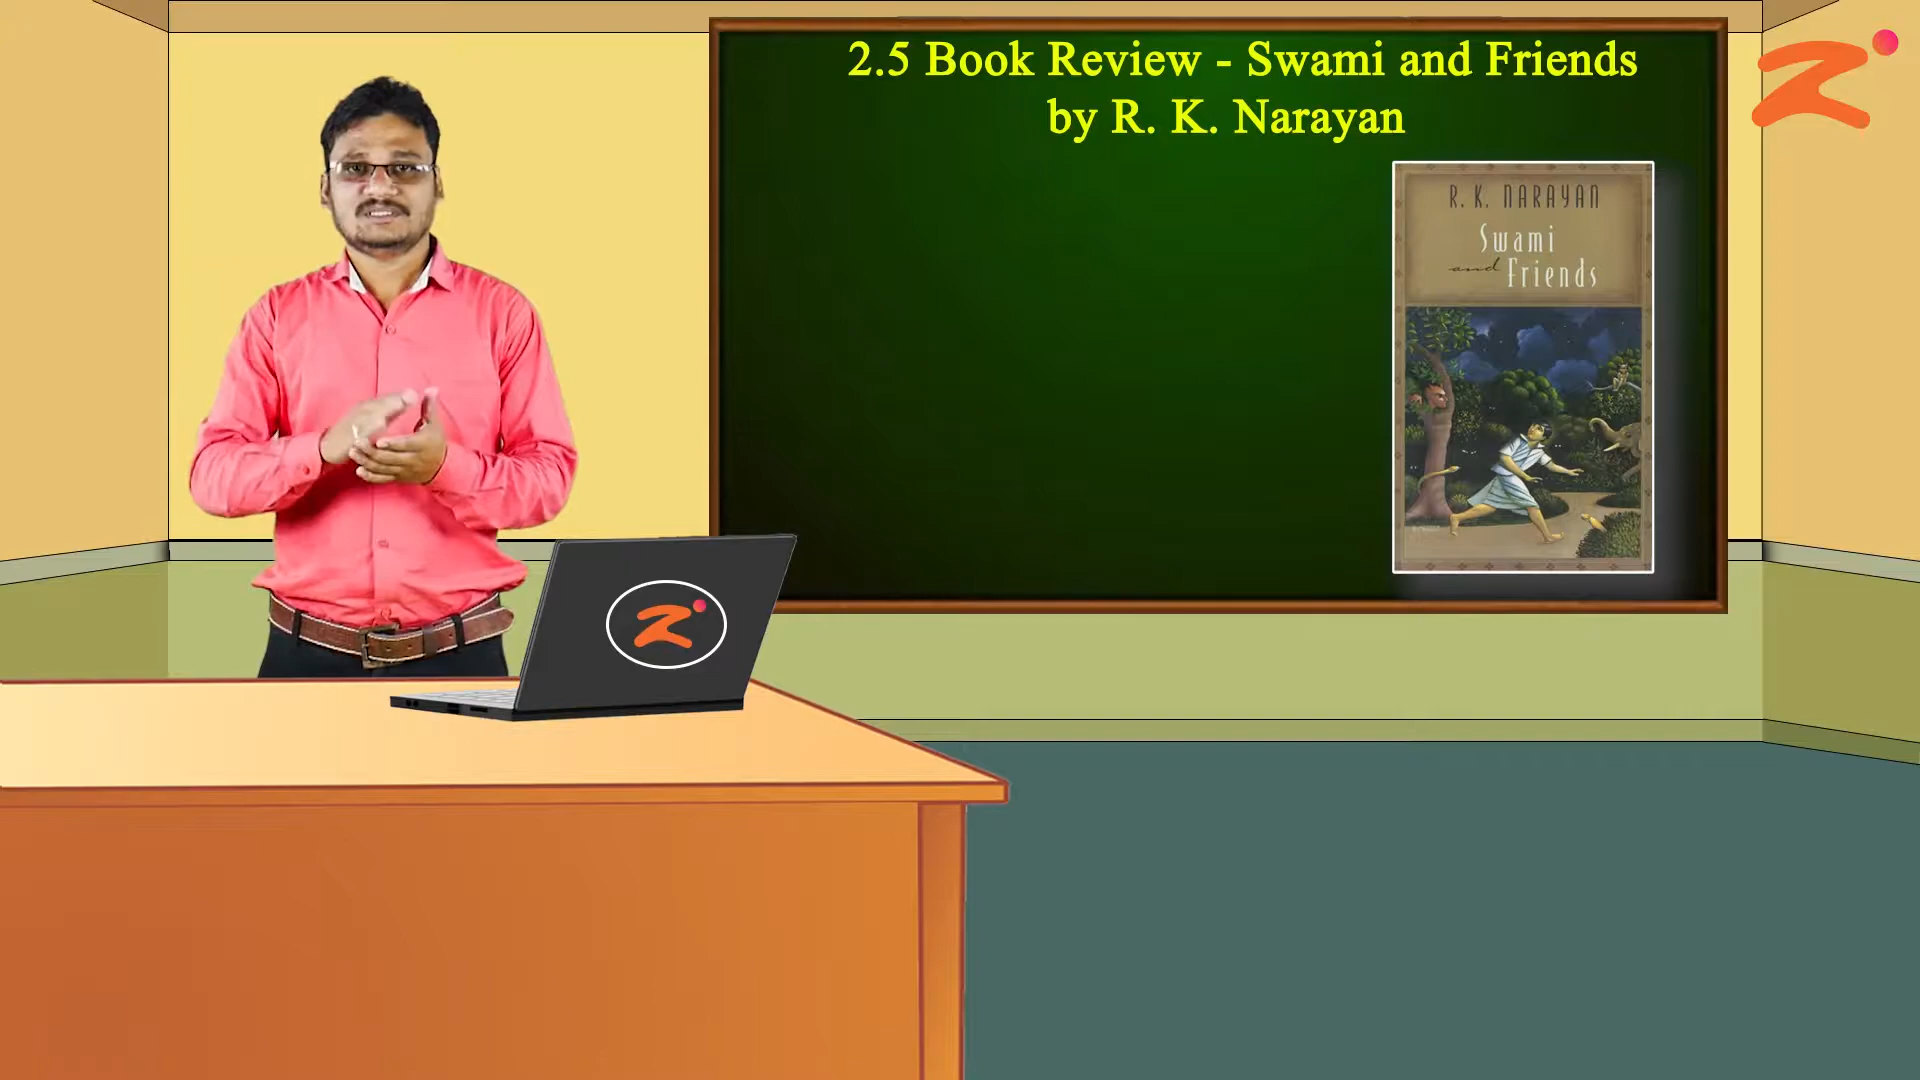 2.5 Book Review - Swami and Friends
by R. K. Narayan
R. K. NARAYAN
Swami
and Friends